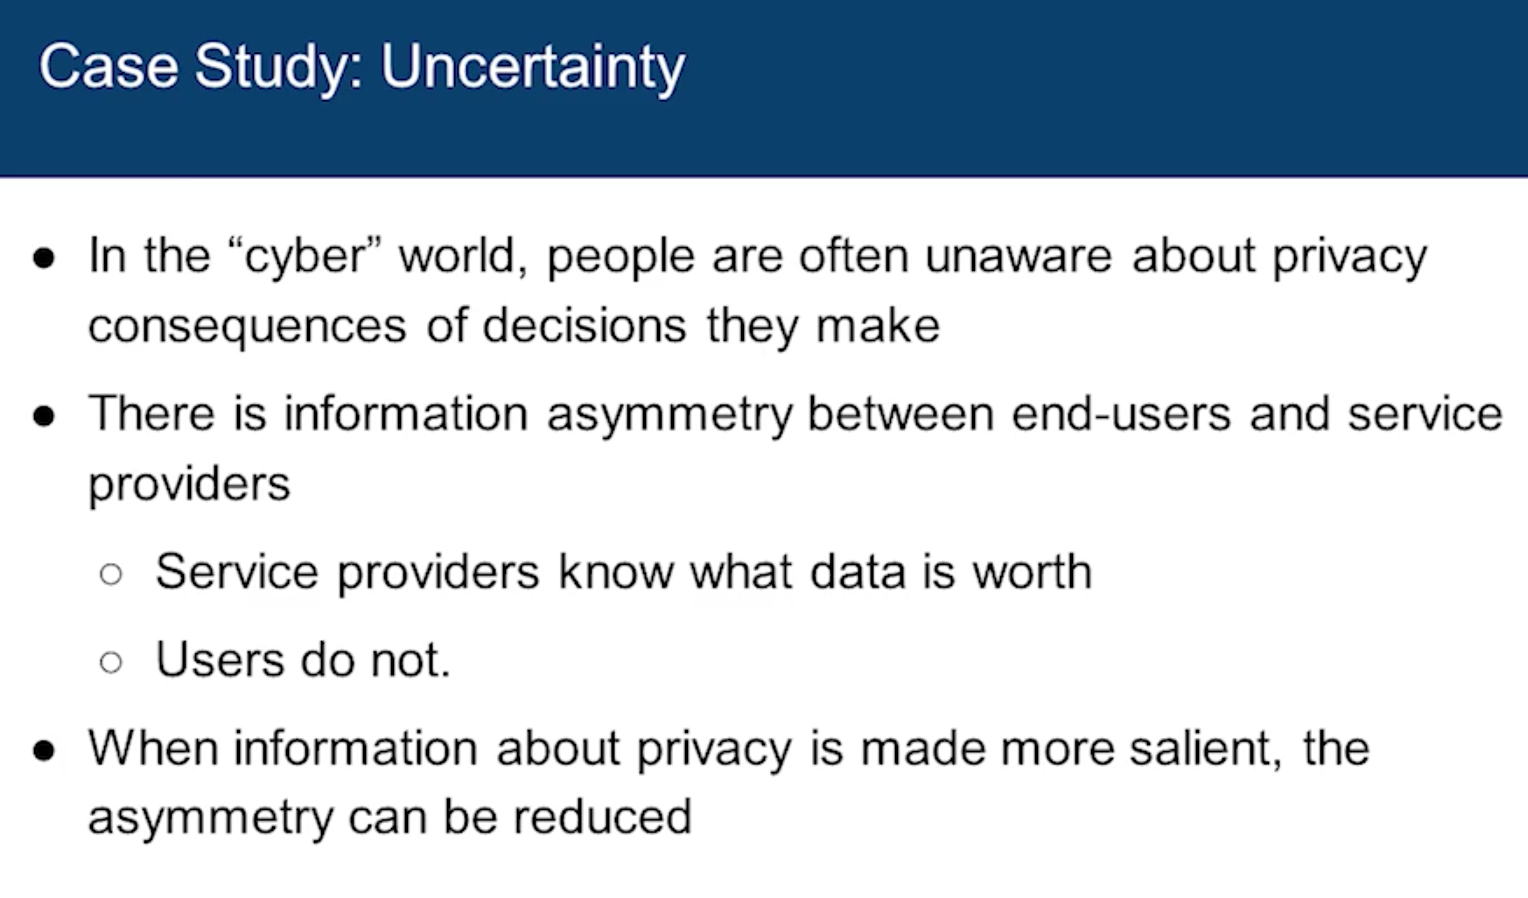 Case Study: Uncertainty
● In the “cyber” world, people are often unaware about privacy
consequences of decisions they make
● There is information asymmetry between end-users and service
providers
○ Service providers know what data is worth
○ Users do not.
● When information about privacy is made more salient, the
asymmetry can be reduced